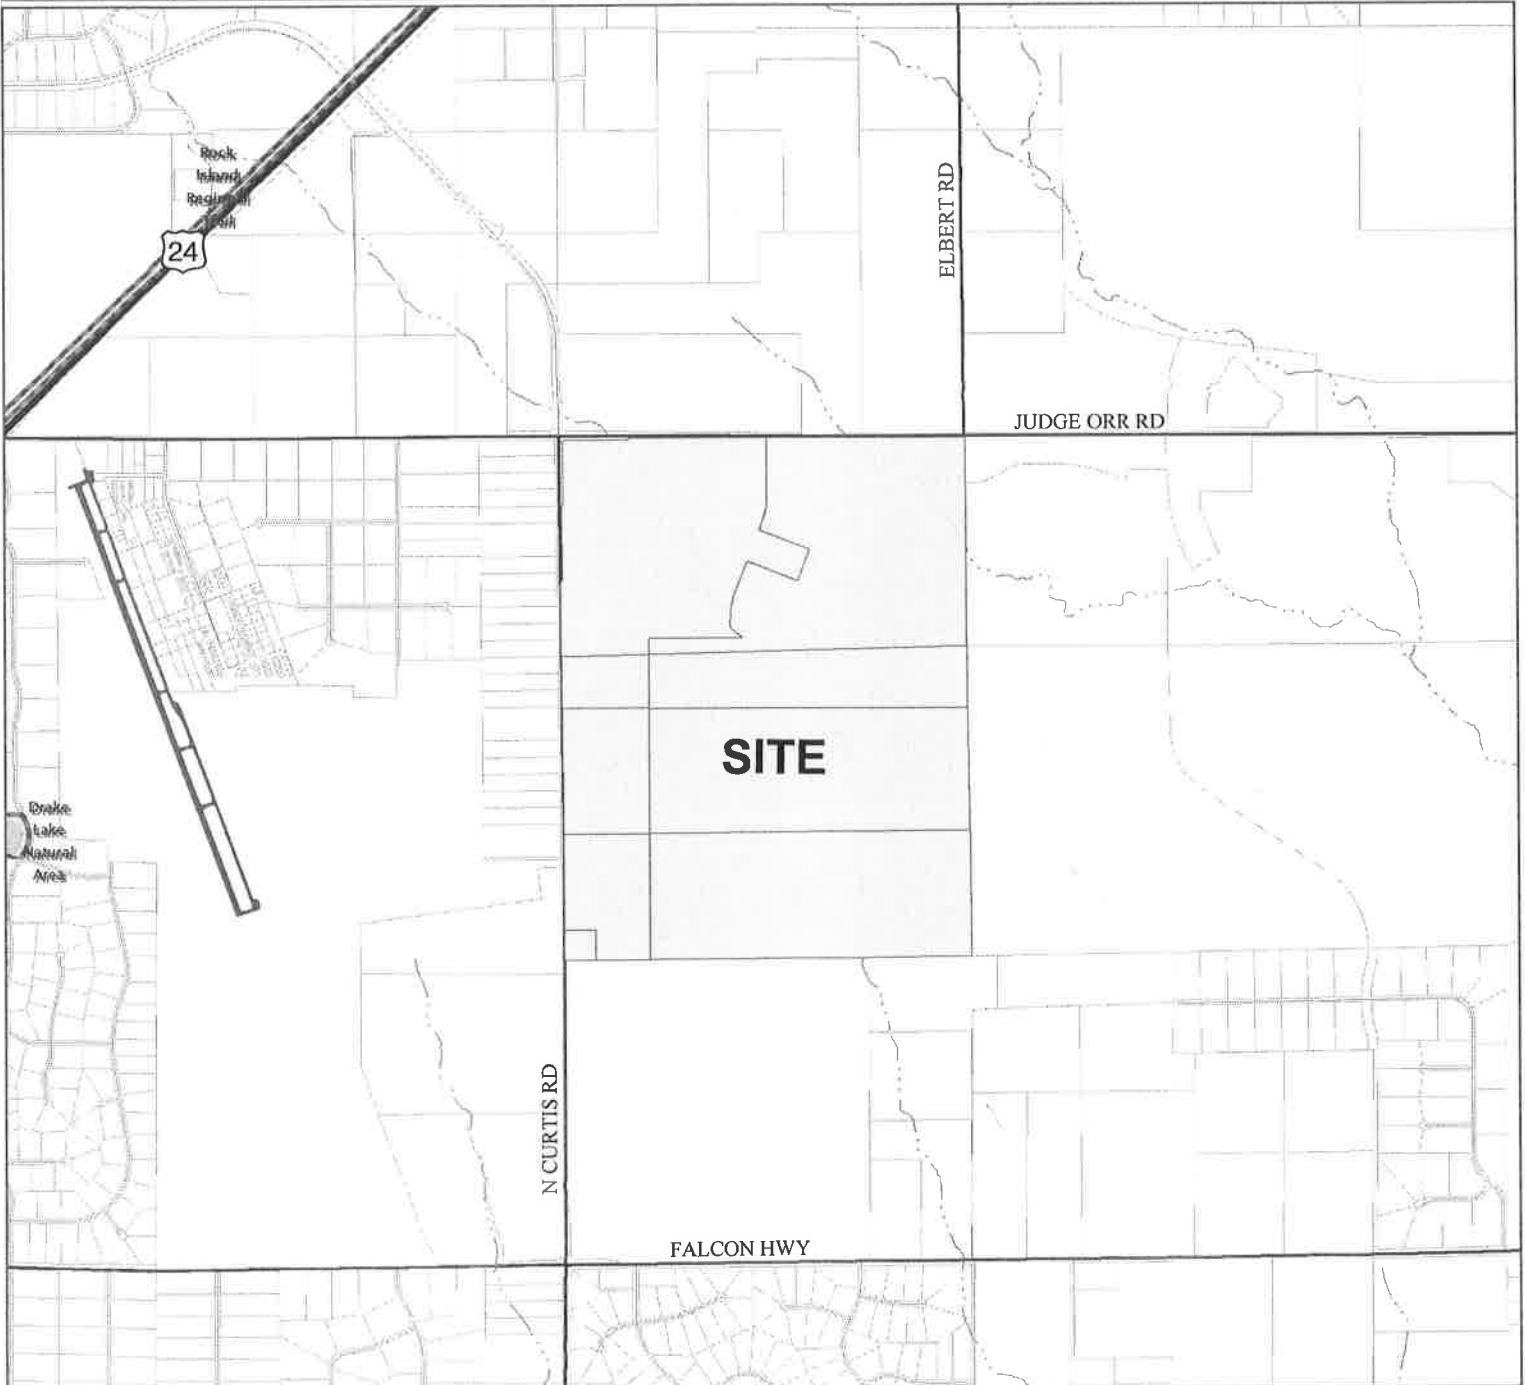 Rock
Island
Regional
Trail
24
ELBERT RD
JUDGE ORR RD
SITE
Drake
Lake
Natural
Area
N CURTIS RD
FALCON HWY